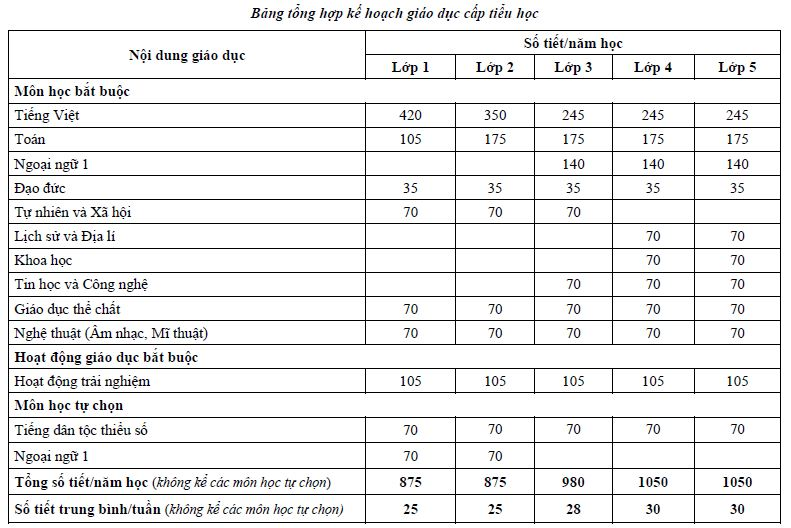 Bảng tổng hợp kế hoạch giáo dục cấp tiểu học
Nội dung giáo dục
Số tiết/năm học
Lớp 1 Lớp 2 Lớp 3 Lớp 4 Lớp 5
Môn học bắt buộc
Tiếng Việt 420 350 245 245 245
Toán 105 175 175 175 175
Ngoại ngữ 1 140 140 140
Đạo đức 35 35 35 35 35
Tự nhiên và Xã hội 70 70 70
Lịch sử và Địa lí 70 70
Khoa học 70 70
Tin học và Công nghệ 70 70 70
Giáo dục thể chất 70 70 70 70 70
Nghệ thuật (Âm nhạc, Mĩ thuật) 70 70 70 70 70
Hoạt động giáo dục bắt buộc
Hoạt động trải nghiệm 105 105 105 105 105
Môn học tự chọn
Tiếng dân tộc thiểu số 70 70 70 70 70
Ngoại ngữ 1 70 70
Tổng số tiết/năm học (không kể các môn học tự chọn) 875 875 980 1050 1050
Số tiết trung bình/tuần (không kể các môn học tự chọn) 25 25 28 30 30